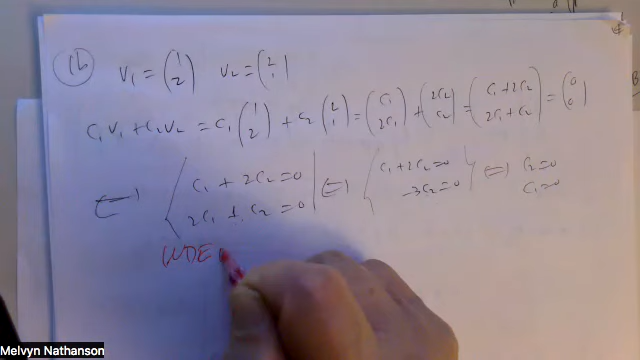 1b V₁ = (1 2) V₂ = (2 1)
C₁V₁ + C₂V₂ = C₁ (1 2) + C₂ (2 1) = (C₁ 2C₁) + (2C₂ C₂) = (C₁ + 2C₂ 2C₁ + C₂) = (0 0)
⟺ { C₁ + 2C₂ = 0 ⟺ { C₁ + 2C₂ = 0 ⟺ C₂ = 0
2C₁ + C₂ = 0 -3C₂ = 0 C₁ = 0
INDE
Melvyn Nathanson